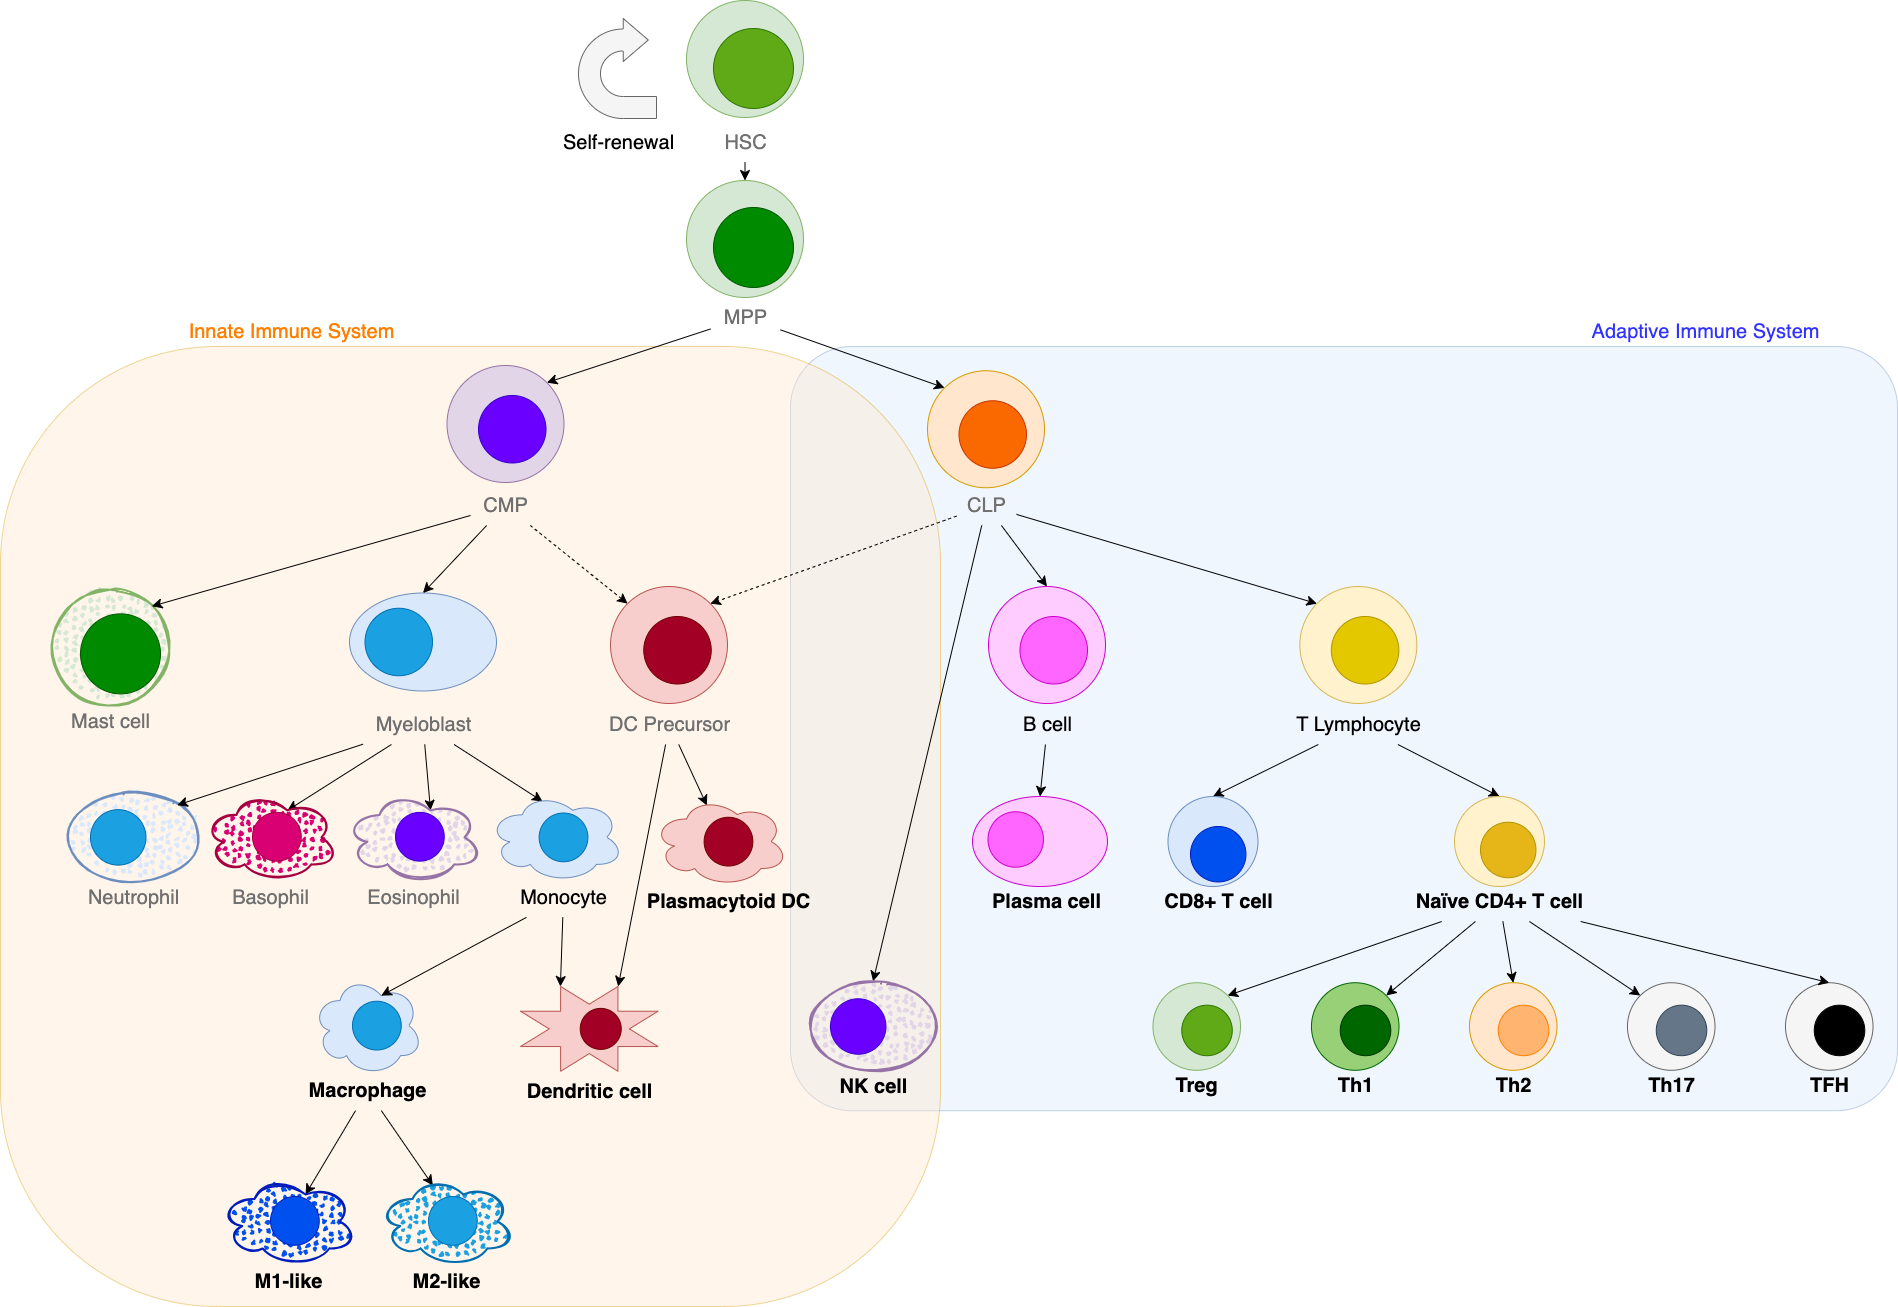 Self-renewal
HSC
MPP
Innate Immune System
Adaptive Immune System
CMP
CLP
Mast cell
Myeloblast
DC Precursor
B cell
T Lymphocyte
Neutrophil
Basophil
Eosinophil
Monocyte
Plasmacytoid DC
Plasma cell
CD8+ T cell
Naïve CD4+ T cell
Macrophage
Dendritic cell
NK cell
Treg
Th1
Th2
Th17
TFH
M1-like
M2-like